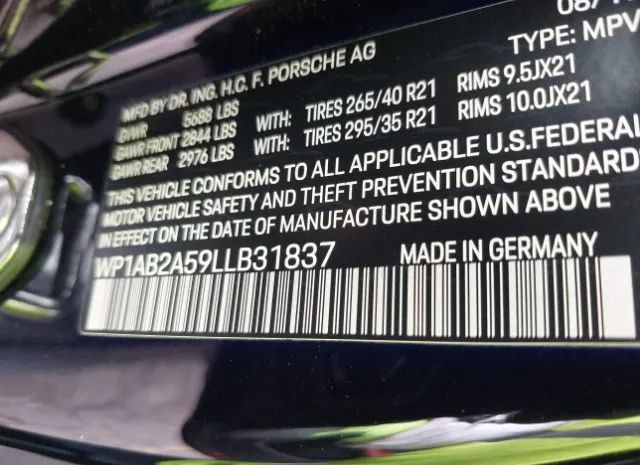 08/
TYPE: MPV
MFD BY DR. ING. H.C. F. PORSCHE AG
GVWR 5688 LBS
GAWR FRONT 2844 LBS WITH: TIRES 265/40 R21 RIMS 9.5JX21
GAWR REAR 2976 LBS WITH: TIRES 295/35 R21 RIMS 10.0JX21
THIS VEHICLE CONFORMS TO ALL APPLICABLE U.S.FEDERAL
MOTOR VEHICLE SAFETY AND THEFT PREVENTION STANDARDS
IN EFFECT ON THE DATE OF MANUFACTURE SHOWN ABOVE
WP1AB2A59LLB31837 MADE IN GERMANY